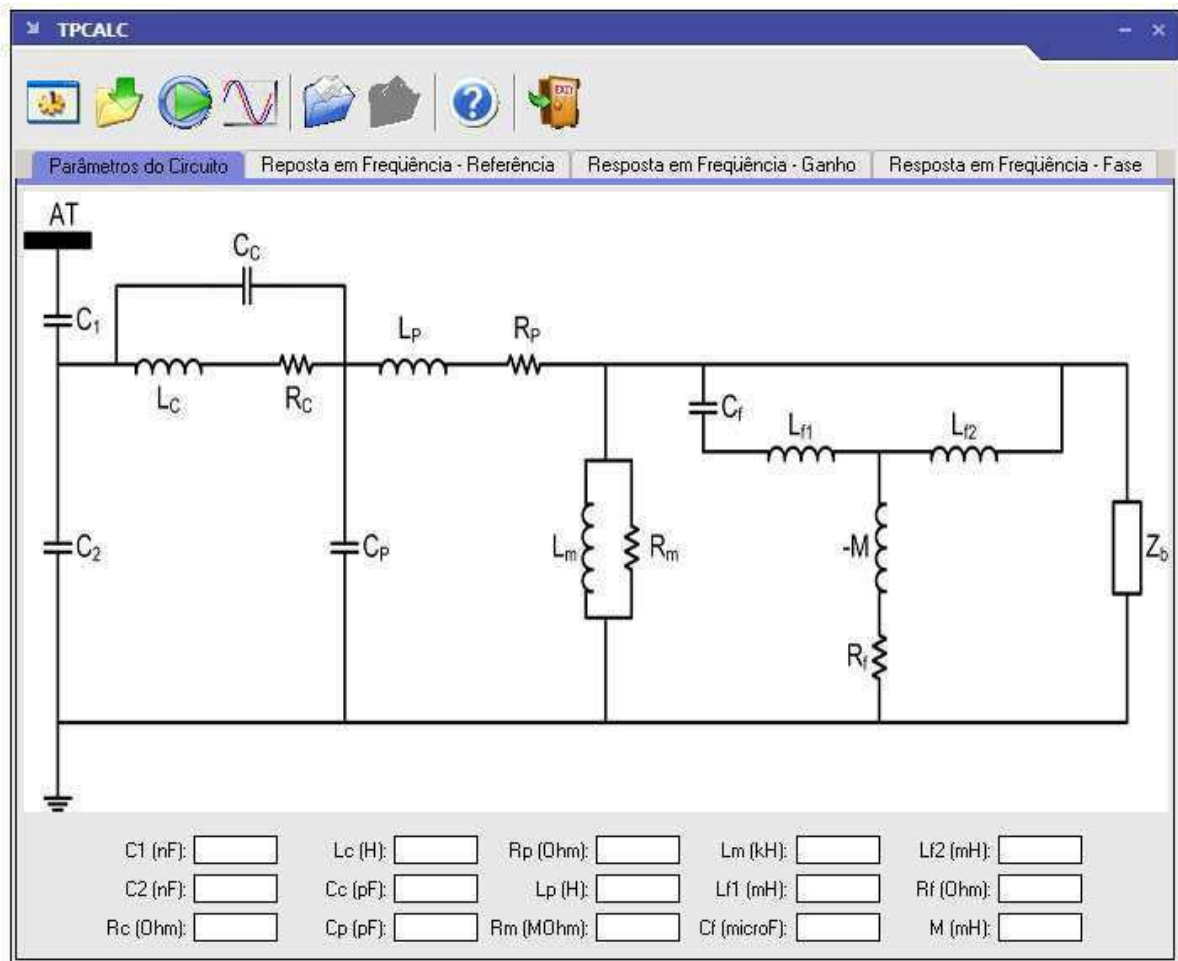 TPCALC
EXIT
Parâmetros do Circuito
Reposta em Freqüência - Referência
Resposta em Freqüência - Ganho
Resposta em Freqüência - Fase
AT
CC
C1
LP
RP
LC
RC
Cf
Lf1
Lf2
C2
CP
Lm
Rm
-M
Zb
Rf
C1 (nF): Lc (H): Rp (Ohm): Lm (kH): Lf2 (mH):
C2 (nF): Cc (pF): Lp (H): Lf1 (mH): Rf (Ohm):
Rc (Ohm): Cp (pF): Rm (MOhm): Cf (microF): M (mH):